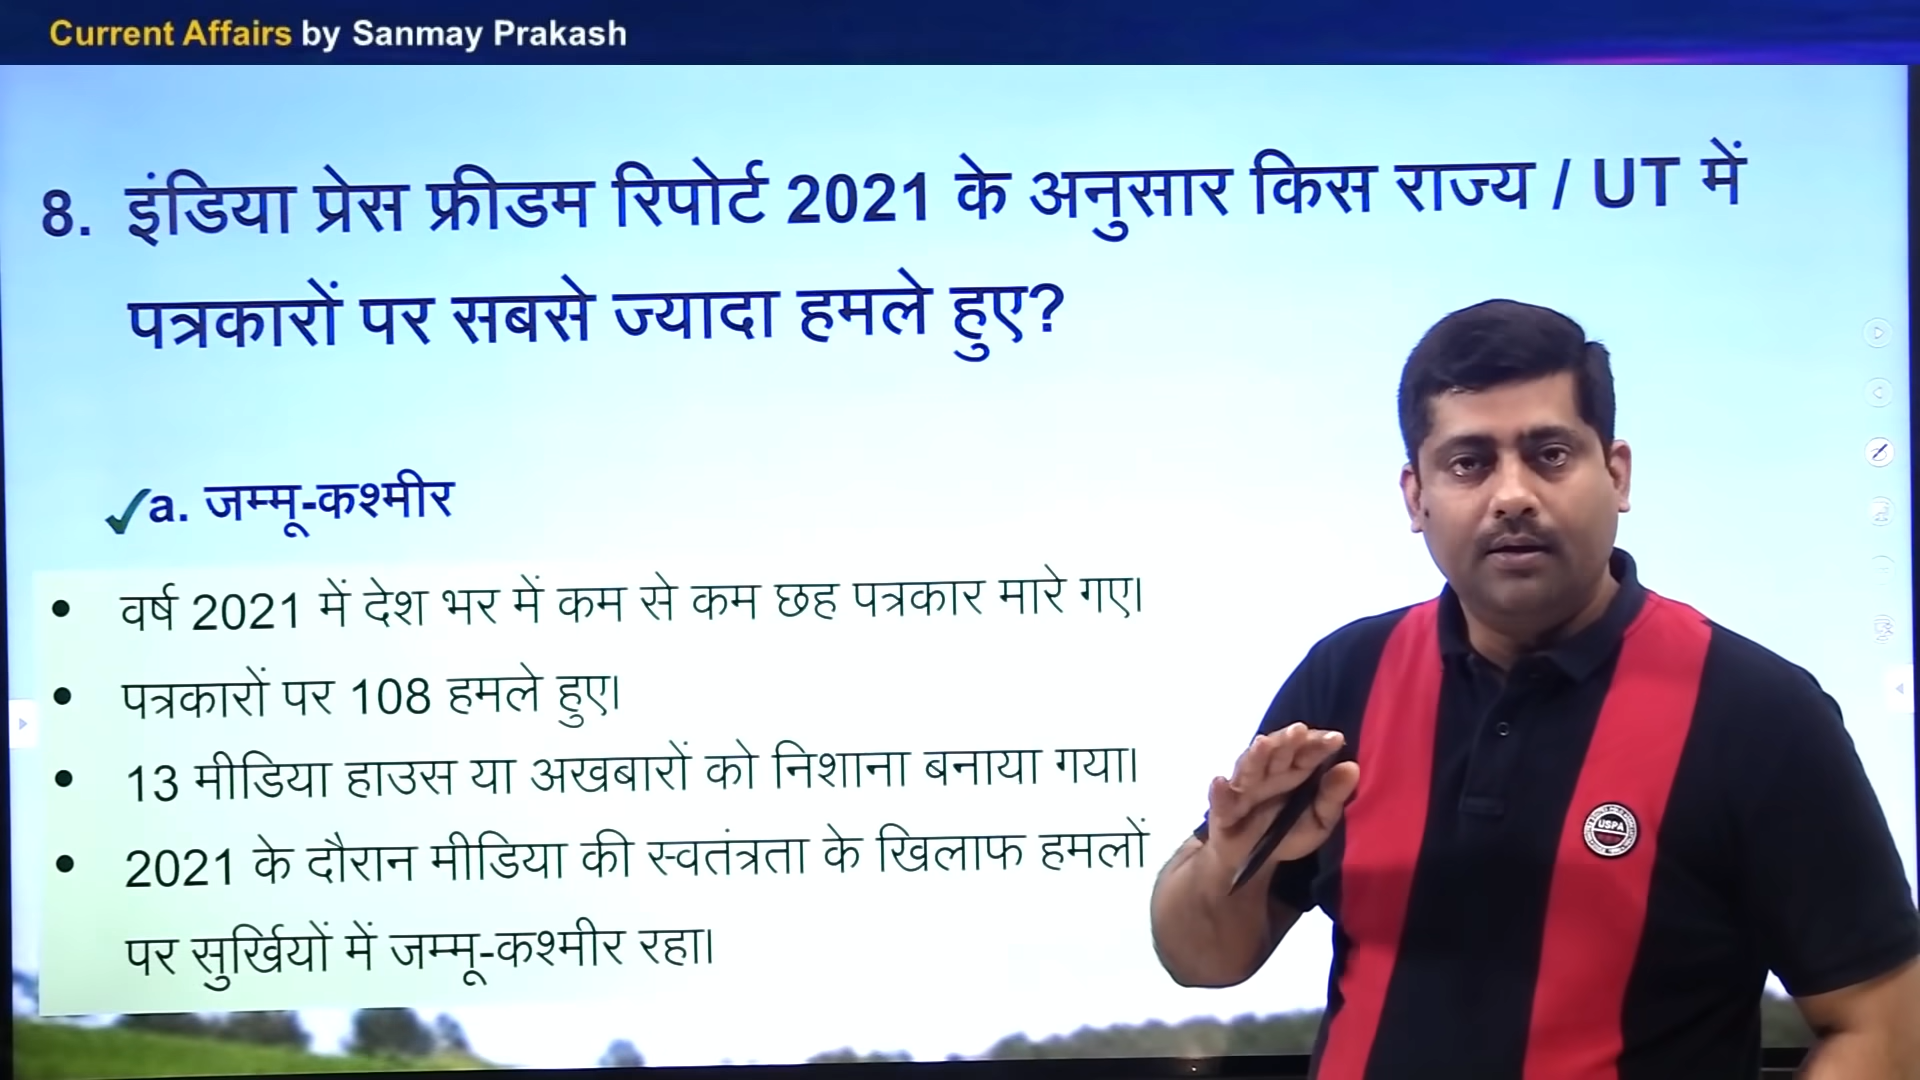 Current Affairs by Sanmay Prakash
8. इंडिया प्रेस फ्रीडम रिपोर्ट 2021 के अनुसार किस राज्य / UT में
पत्रकारों पर सबसे ज्यादा हमले हुए?
✓a. जम्मू-कश्मीर
• वर्ष 2021 में देश भर में कम से कम छह पत्रकार मारे गए।
• पत्रकारों पर 108 हमले हुए।
• 13 मीडिया हाउस या अखबारों को निशाना बनाया गया।
• 2021 के दौरान मीडिया की स्वतंत्रता के खिलाफ हमलों
पर सुर्खियों में जम्मू-कश्मीर रहा।
USPA